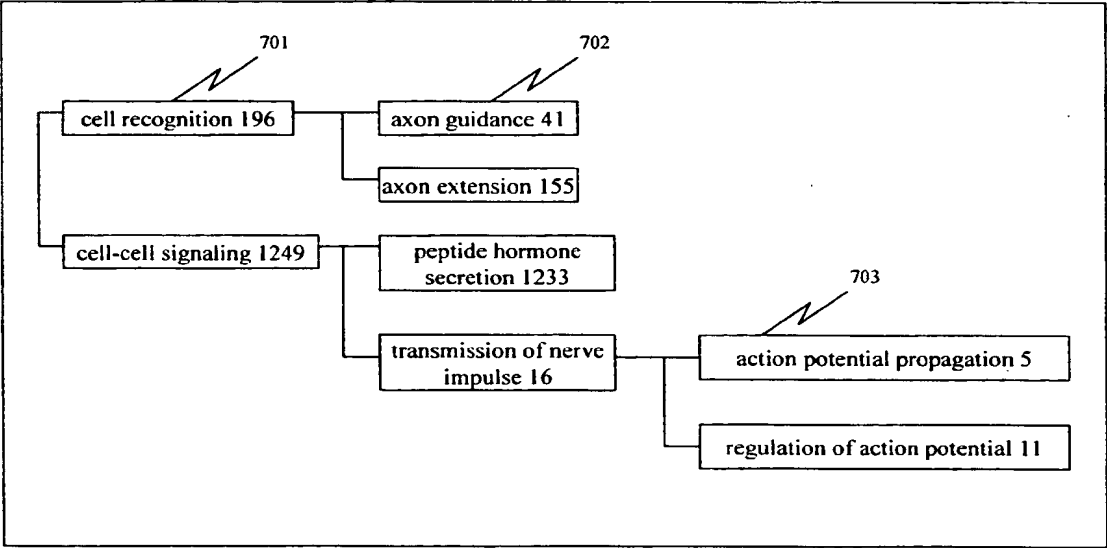 701
702
cell recognition 196
axon guidance 41
axon extension 155
cell-cell signaling 1249
peptide hormone
secretion 1233
703
transmission of nerve
impulse 16
action potential propagation 5
regulation of action potential 11